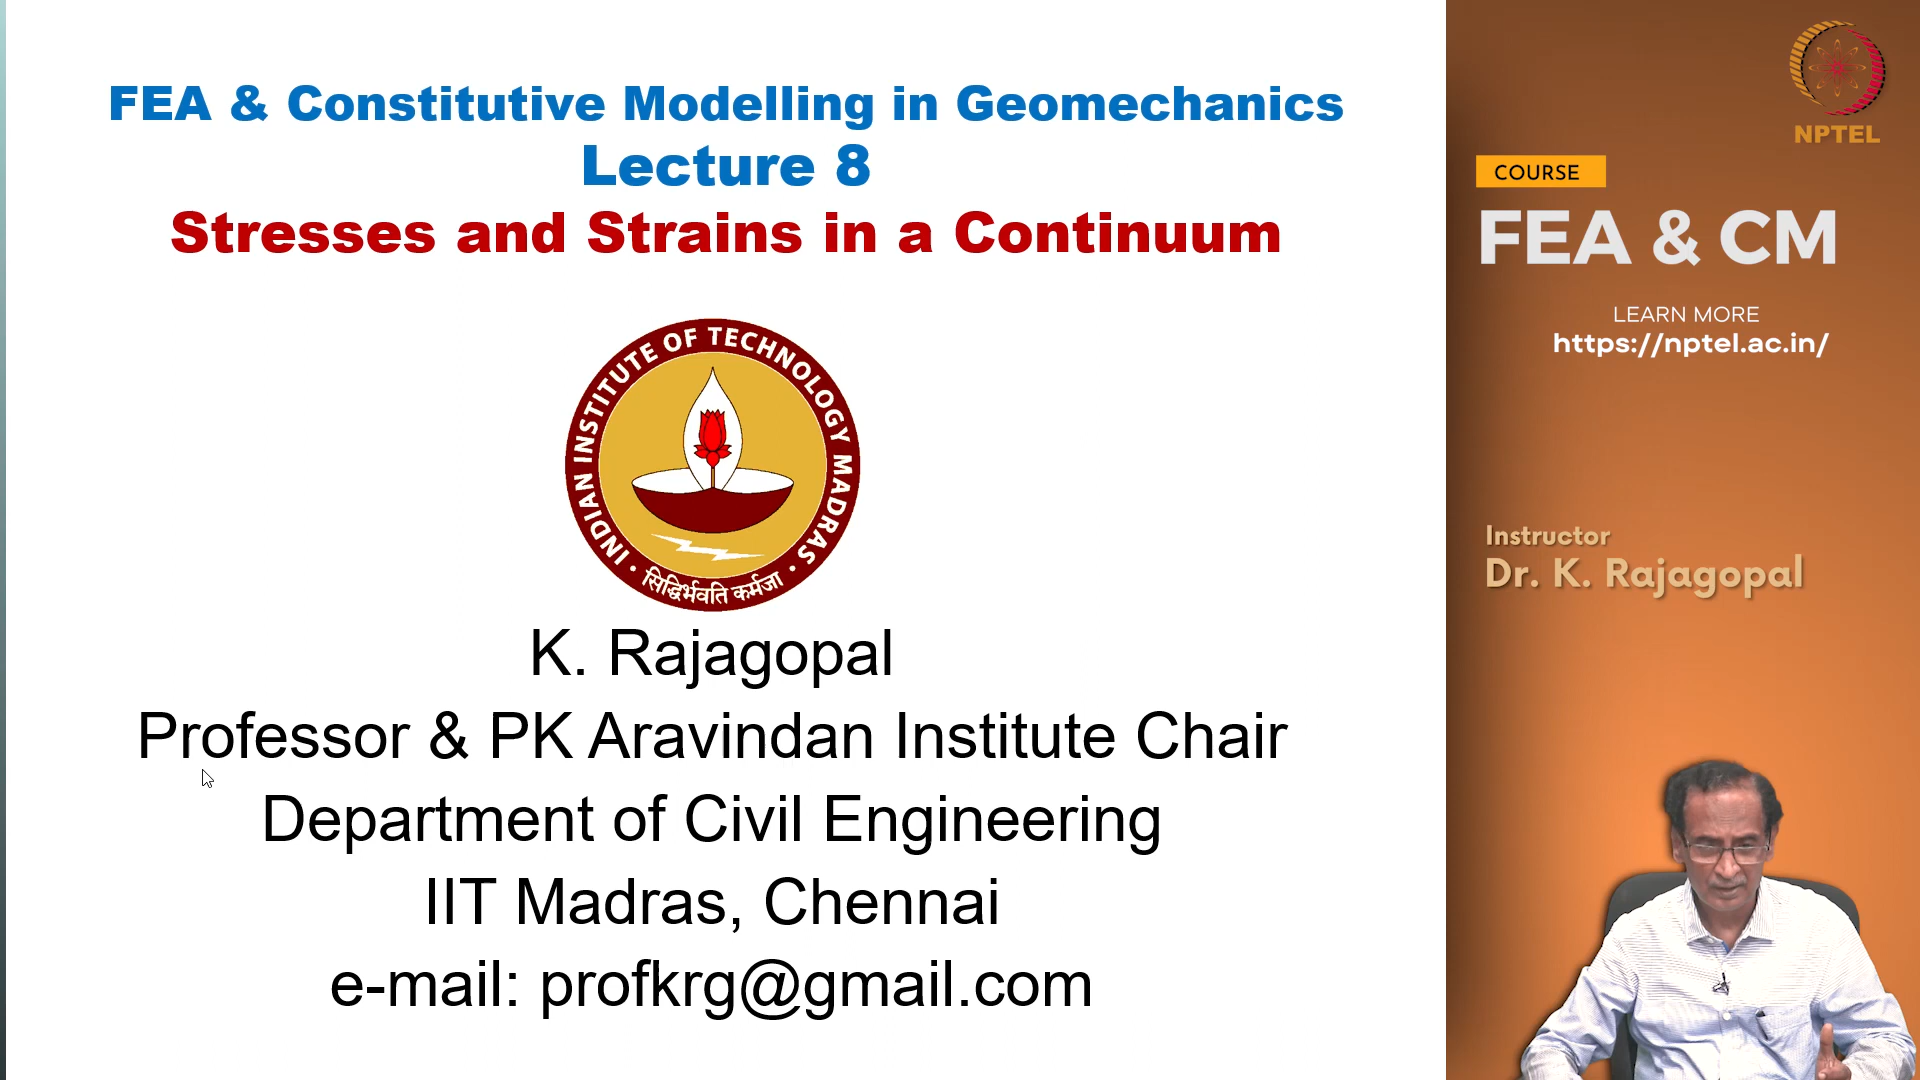 FEA & Constitutive Modelling in Geomechanics
Lecture 8
Stresses and Strains in a Continuum
INDIAN INSTITUTE OF TECHNOLOGY MADRAS
सिद्धिर्भवति कर्मजा
K. Rajagopal
Professor & PK Aravindan Institute Chair
Department of Civil Engineering
IIT Madras, Chennai
e-mail: profkrg@gmail.com
NPTEL
COURSE
FEA & CM
LEARN MORE
https://nptel.ac.in/
Instructor
Dr. K. Rajagopal